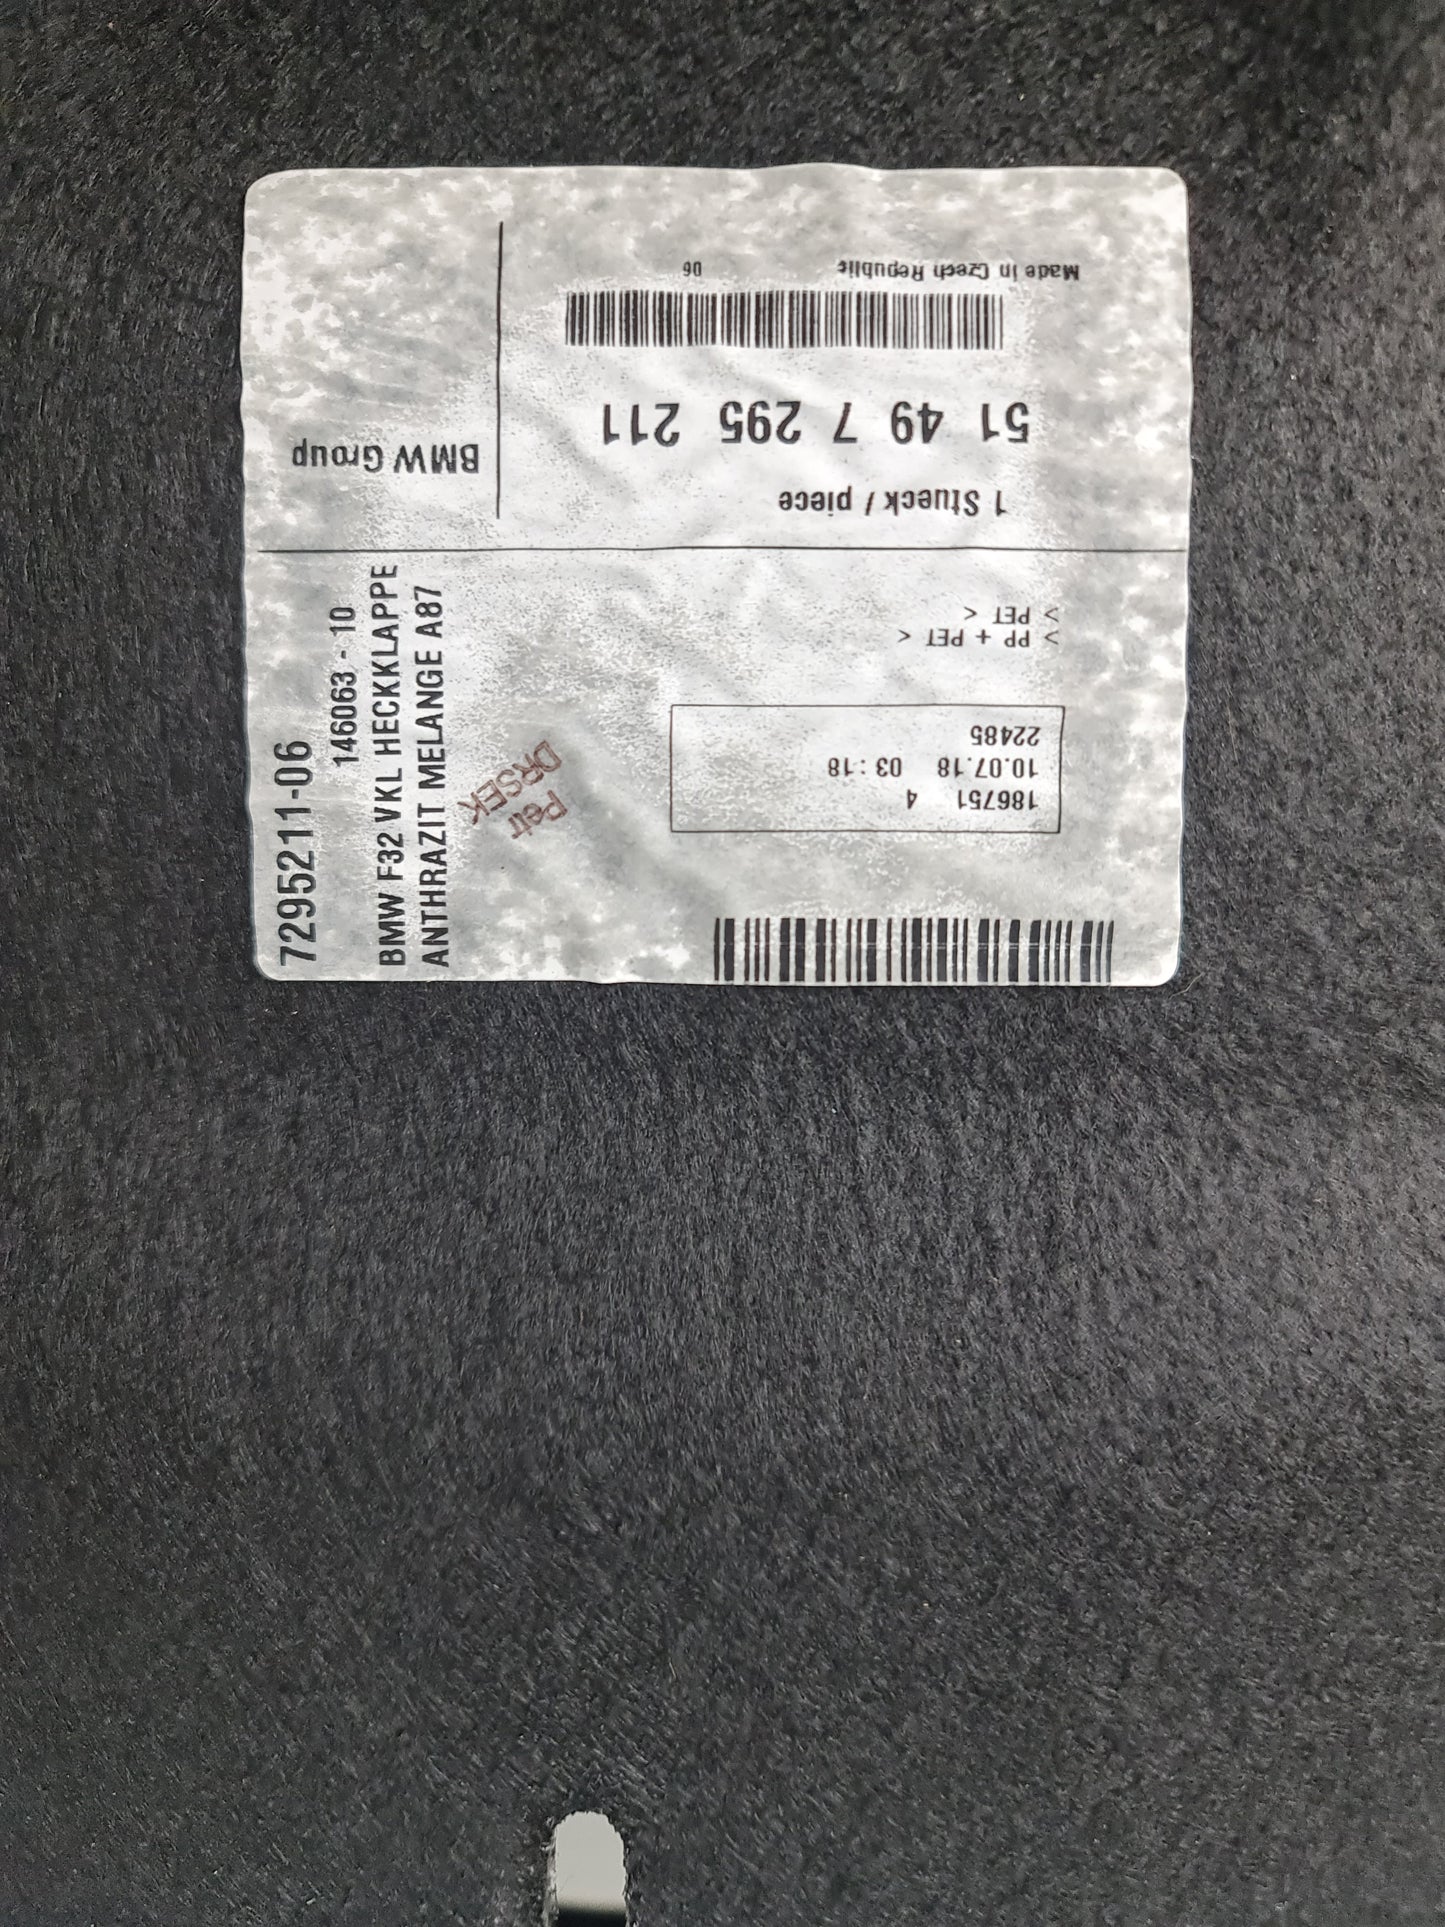 BMW Group
1 Stueck / piece
51 49 7 295 211
Made in Czech Republic
06
7295211-06
146063 - 10
BMW F32 VKL HECKKLAPPE
ANTHRAZIT MELANGE A87
Petr
DRSEK
186751 4
10.07.18 03:18
22485
> PP + PET <
> PET <